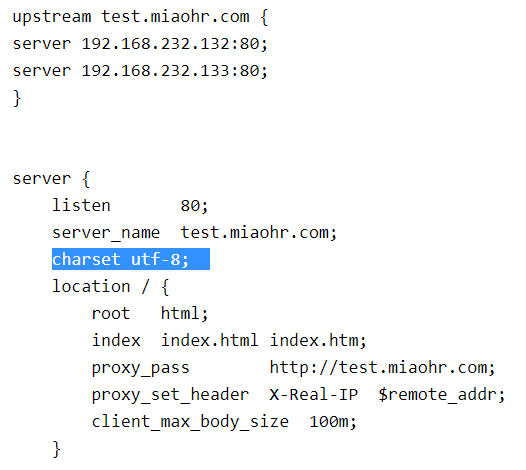 upstream test.miaohr.com {
server 192.168.232.132:80;
server 192.168.232.133:80;
}
server {
    listen       80;
    server_name  test.miaohr.com;
    charset utf-8;
    location / {
        root   html;
        index  index.html index.htm;
        proxy_pass        http://test.miaohr.com;
        proxy_set_header  X-Real-IP  $remote_addr;
        client_max_body_size  100m;
    }